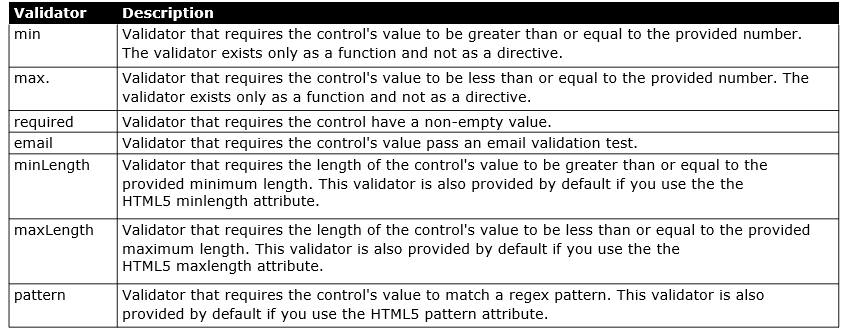 Validator Description
min Validator that requires the control's value to be greater than or equal to the provided number.
The validator exists only as a function and not as a directive.
max. Validator that requires the control's value to be less than or equal to the provided number. The
validator exists only as a function and not as a directive.
required Validator that requires the control have a non-empty value.
email Validator that requires the control's value pass an email validation test.
minLength Validator that requires the length of the control's value to be greater than or equal to the
provided minimum length. This validator is also provided by default if you use the the
HTML5 minlength attribute.
maxLength Validator that requires the length of the control's value to be less than or equal to the provided
maximum length. This validator is also provided by default if you use the the
HTML5 maxlength attribute.
pattern Validator that requires the control's value to match a regex pattern. This validator is also
provided by default if you use the HTML5 pattern attribute.